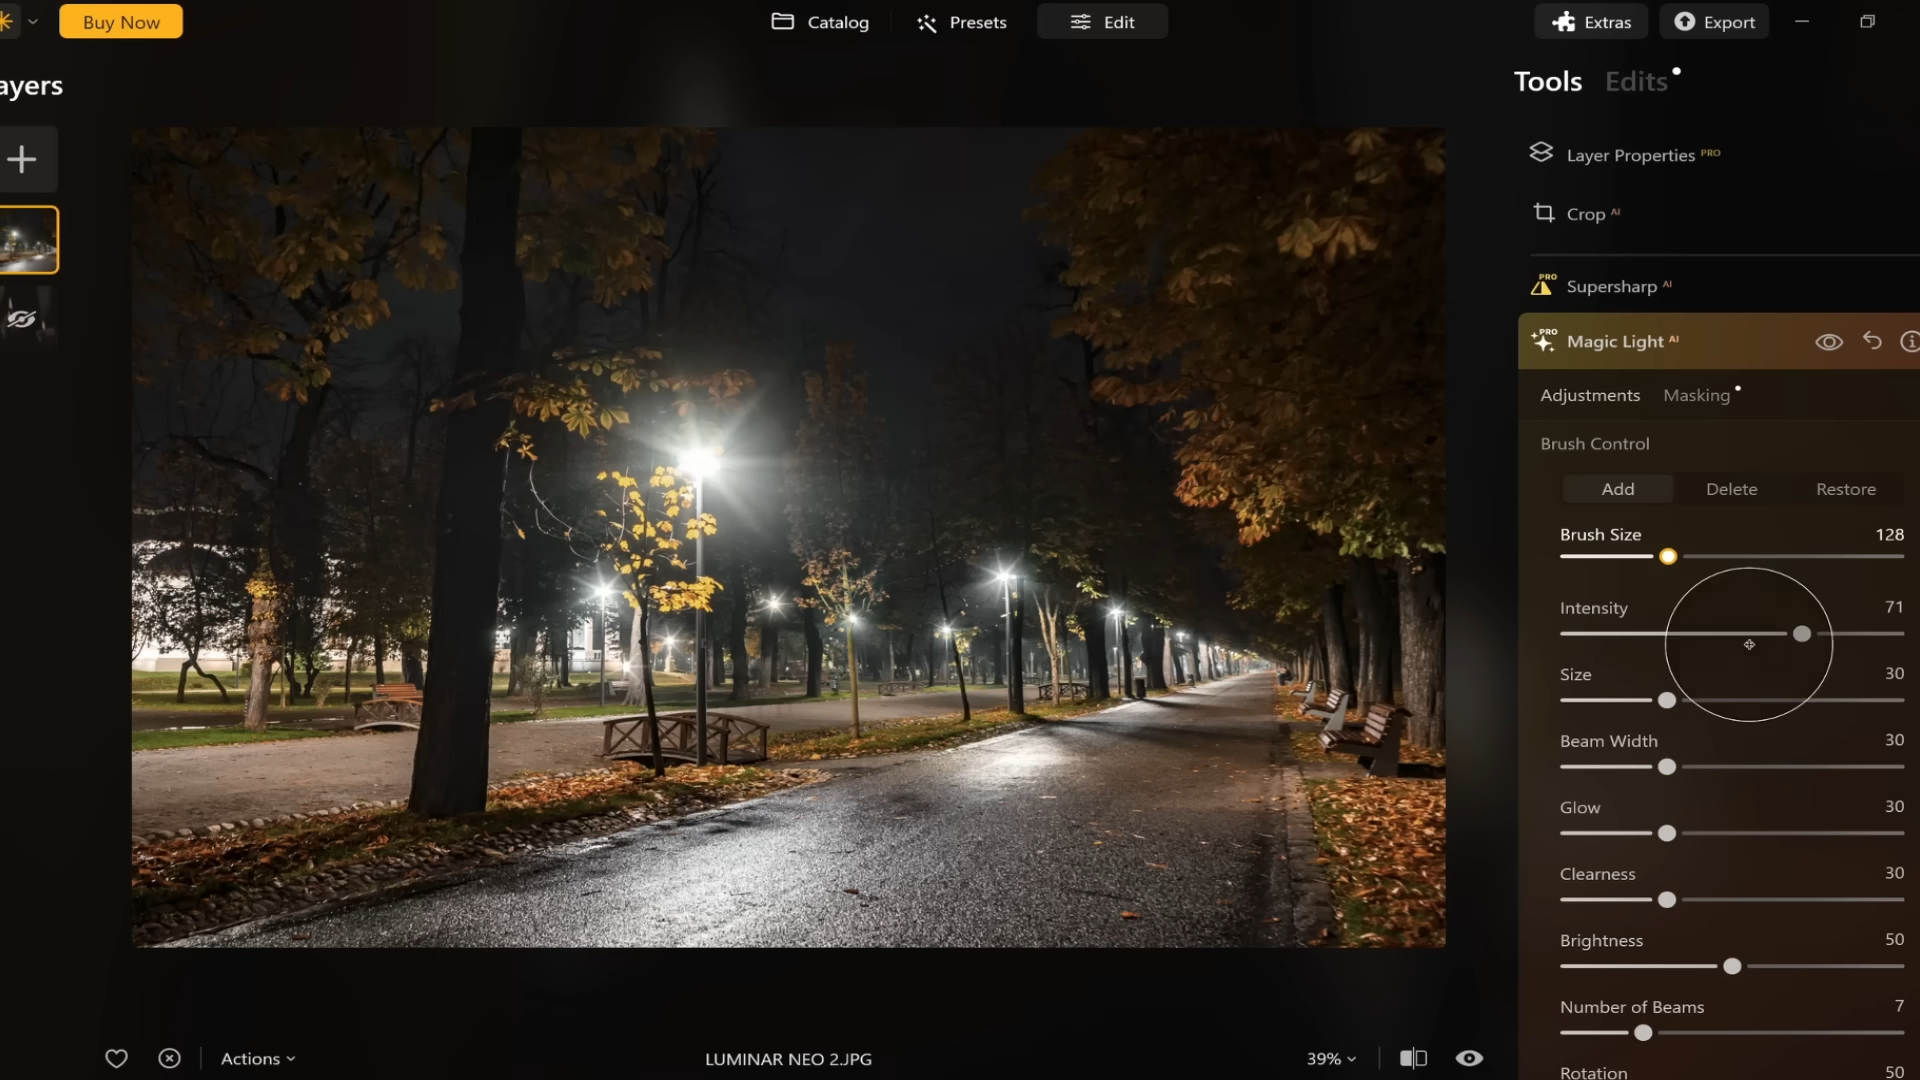 Buy Now
Catalog
Presets
Edit
Extras
Export
ayers
Tools Edits
Layer Properties PRO
Crop AI
PRO
Supersharp AI
PRO
Magic Light AI
Adjustments Masking
Brush Control
Add Delete Restore
Brush Size 128
Intensity 71
Size 30
Beam Width 30
Glow 30
Clearness 30
Brightness 50
Number of Beams 7
Rotation 50
Actions
LUMINAR NEO 2.JPG
39%